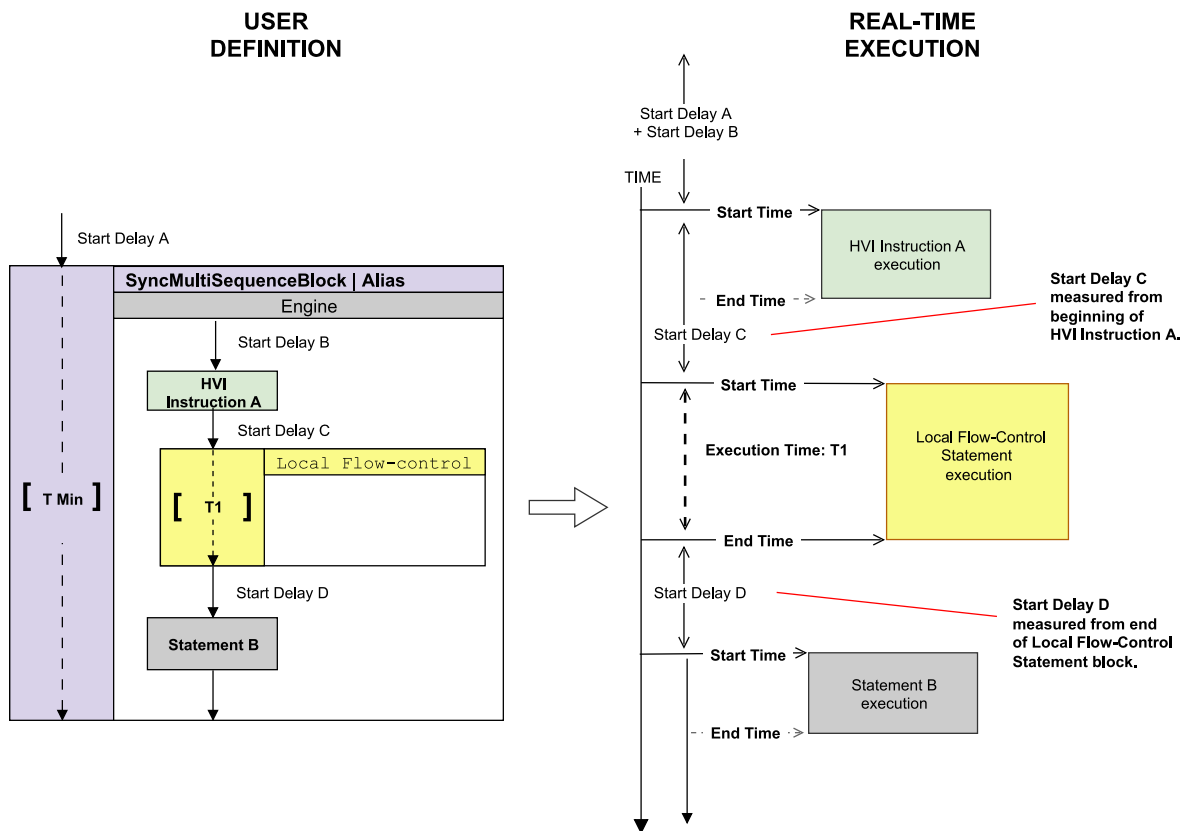 USER
DEFINITION
Start Delay A
SyncMultiSequenceBlock | Alias
Engine
Start Delay B
HVI
Instruction A
Start Delay C
Local Flow-control
[ T Min ]
[ T1 ]
Start Delay D
Statement B
REAL-TIME
EXECUTION
Start Delay A
+ Start Delay B
TIME
Start Time
HVI Instruction A
execution
End Time
Start Delay C
Start Delay C
measured from
beginning of
HVI Instruction A.
Start Time
Execution Time: T1
Local Flow-Control
Statement
execution
End Time
Start Delay D
Start Delay D
measured from end
of Local Flow-Control
Statement block.
Start Time
Statement B
execution
End Time